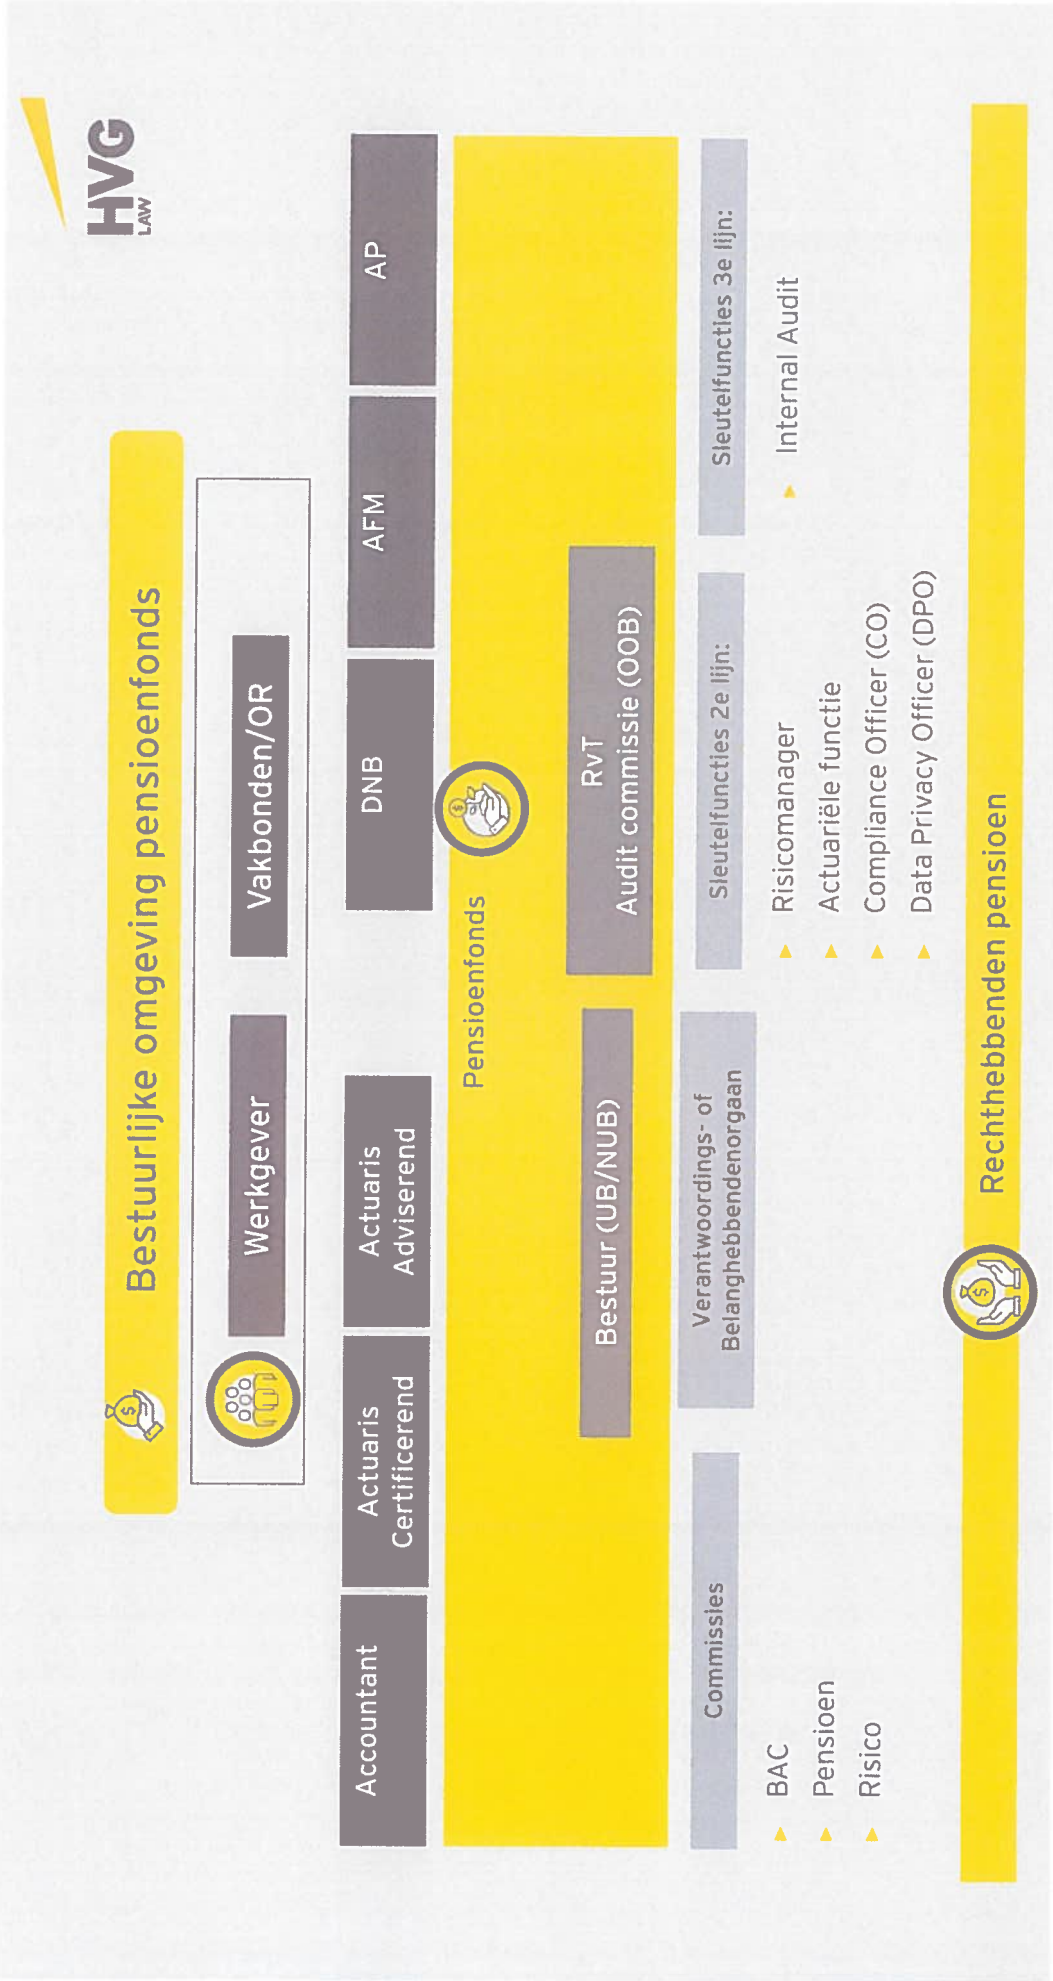 HVG
LAW
Bestuurlijke omgeving pensioenfonds
Werkgever
Vakbonden/OR
Accountant
Actuaris
Certificerend
Actuaris
Adviserend
DNB
AFM
AP
Pensioenfonds
Bestuur (UB/NUB)
RvT
Audit commissie (OOB)
Commissies
BAC
Pensioen
Risico
Verantwoordings- of
Belanghebbendenorgaan
Sleutelfuncties 2e lijn:
Risicomanager
Actuariële functie
Compliance Officer (CO)
Data Privacy Officer (DPO)
Sleutelfuncties 3e lijn:
Internal Audit
Rechthebbenden pensioen